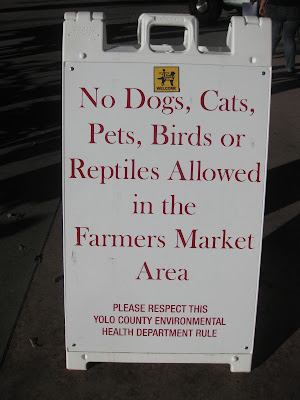 WELCOME
No Dogs, Cats,
Pets, Birds or
Reptiles Allowed
in the
Farmers Market
Area
PLEASE RESPECT THIS
YOLO COUNTY ENVIRONMENTAL
HEALTH DEPARTMENT RULE